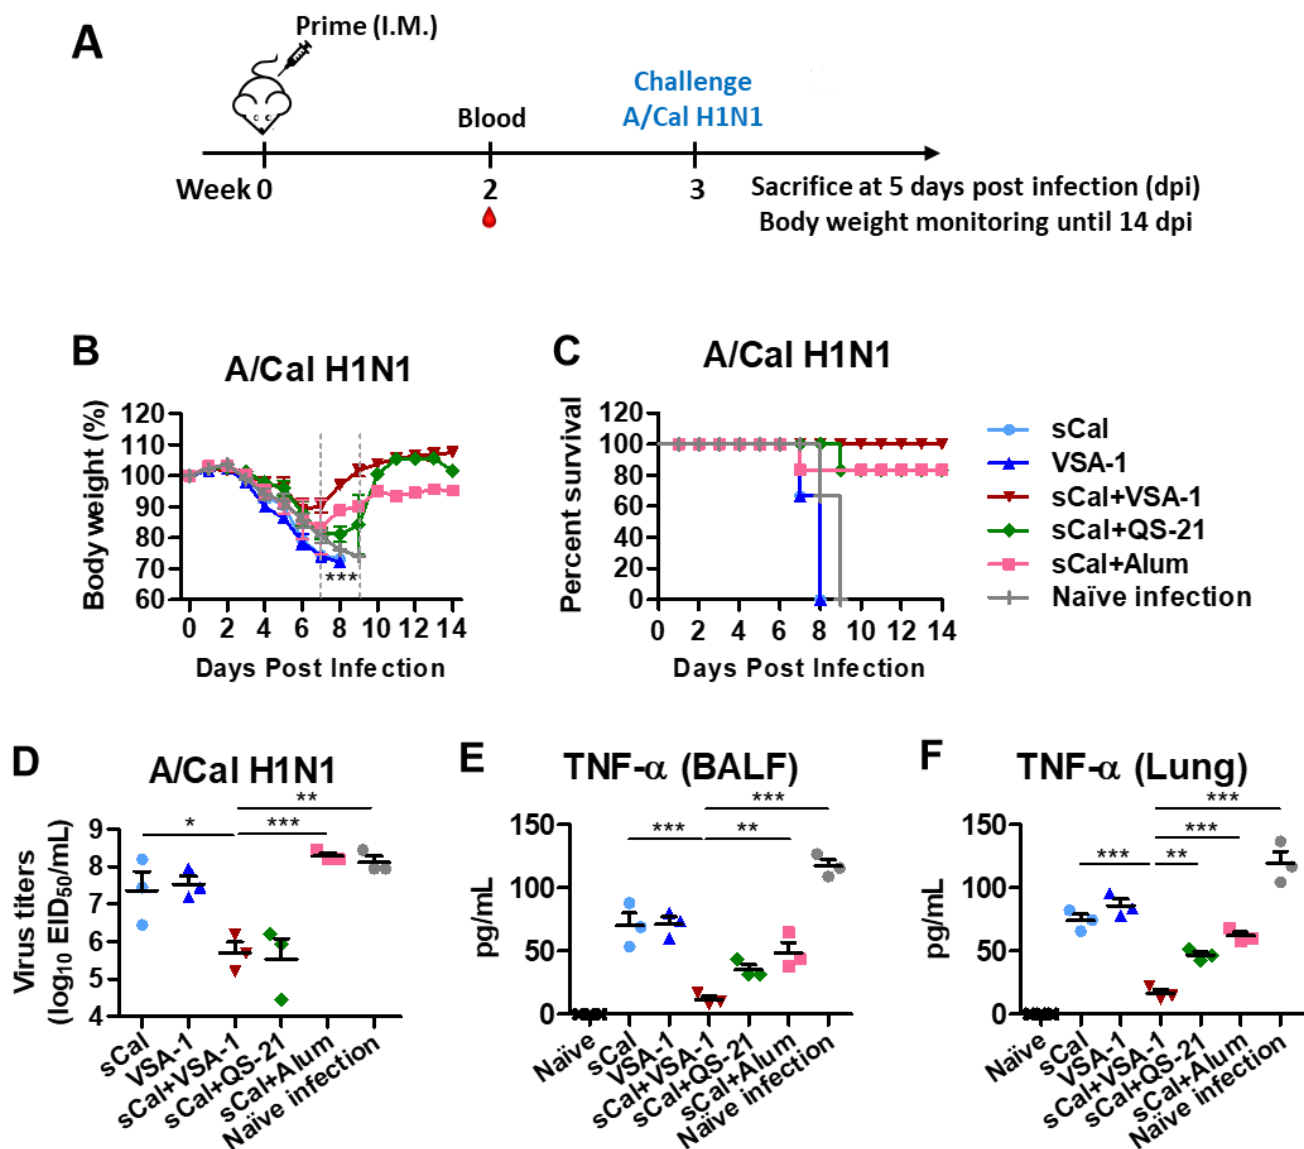 A
Prime (I.M.)
Challenge
A/Cal H1N1
Blood
Week 0
2
3
Sacrifice at 5 days post infection (dpi)
Body weight monitoring until 14 dpi
B
A/Cal H1N1
Body weight (%)
120
110
100
90
80
70
60
***
0 2 4 6 8 10 12 14
Days Post Infection
C
A/Cal H1N1
Percent survival
120
100
80
60
40
20
0
0 2 4 6 8 10 12 14
Days Post Infection
sCal
VSA-1
sCal+VSA-1
sCal+QS-21
sCal+Alum
Naïve infection
D
A/Cal H1N1
Virus titers
(log10 EID50/mL)
9
8
7
6
5
4
**
*
***
sCal
VSA-1
sCal+VSA-1
sCal+QS-21
sCal+Alum
Naïve infection
E
TNF-α (BALF)
pg/mL
150
100
50
0
***
***
**
Naïve
sCal
VSA-1
sCal+VSA-1
sCal+QS-21
sCal+Alum
Naïve infection
F
TNF-α (Lung)
pg/mL
150
100
50
0
***
***
***
**
Naïve
sCal
VSA-1
sCal+VSA-1
sCal+QS-21
sCal+Alum
Naïve infection